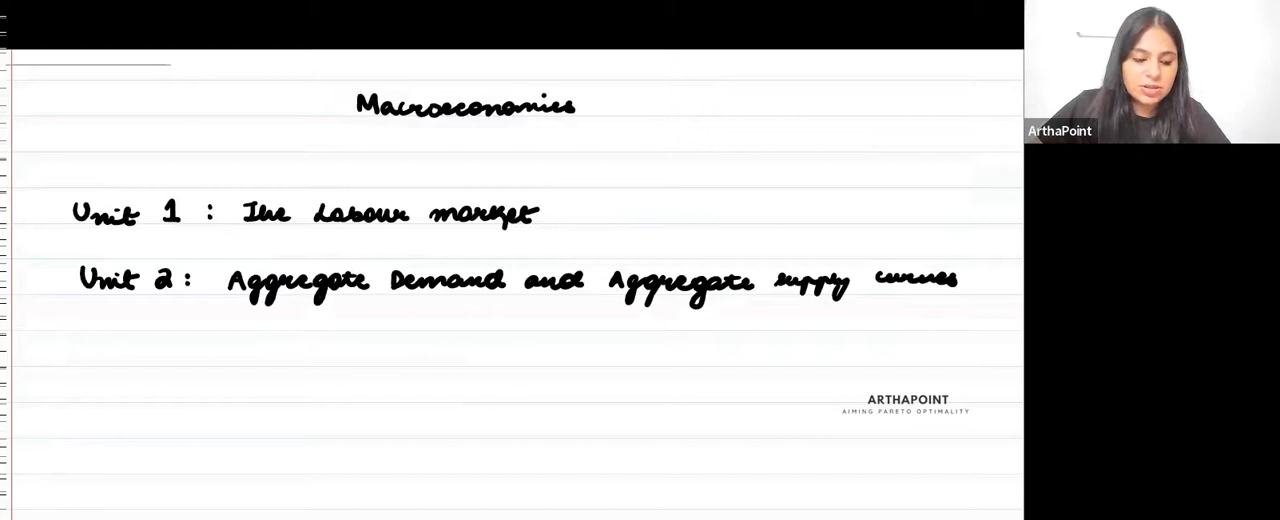 Macroeconomics
Unit 1 : The Labour market
Unit 2 : Aggregate Demand and Aggregate supply curves
ARTHAPOINT
AIMING PARETO OPTIMALITY
ArthaPoint